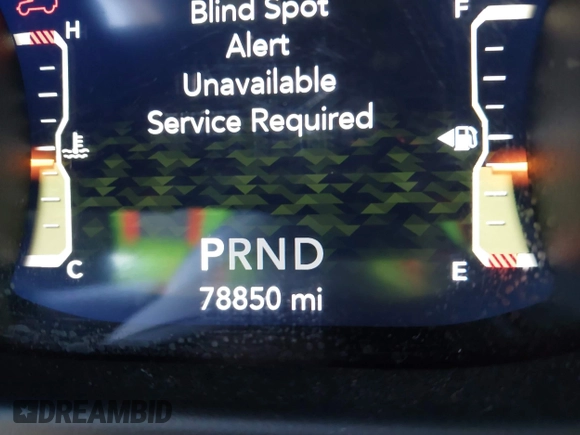 Blind Spot
F
H
Alert
Unavailable
Service Required
PRND
C
E
78850 mi
DREAMBID